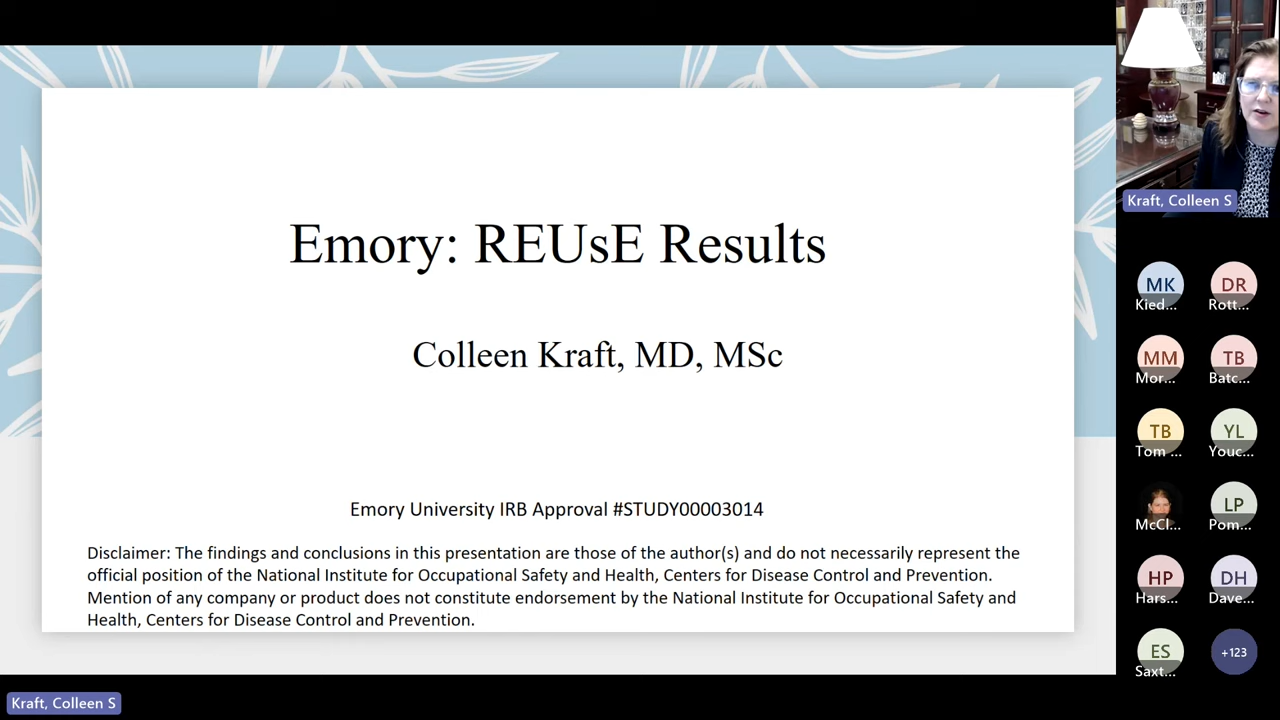 Emory: REUsE Results
Colleen Kraft, MD, MSc
Emory University IRB Approval #STUDY00003014
Disclaimer: The findings and conclusions in this presentation are those of the author(s) and do not necessarily represent the
official position of the National Institute for Occupational Safety and Health, Centers for Disease Control and Prevention.
Mention of any company or product does not constitute endorsement by the National Institute for Occupational Safety and
Health, Centers for Disease Control and Prevention.
Kraft, Colleen S
MK
DR
Kied...
Rott...
MM
TB
Mor...
Batc...
TB
YL
Tom ...
Youc...
LP
McCl...
Pom...
HP
DH
Hars...
Dave...
ES
+123
Saxt...
Kraft, Colleen S